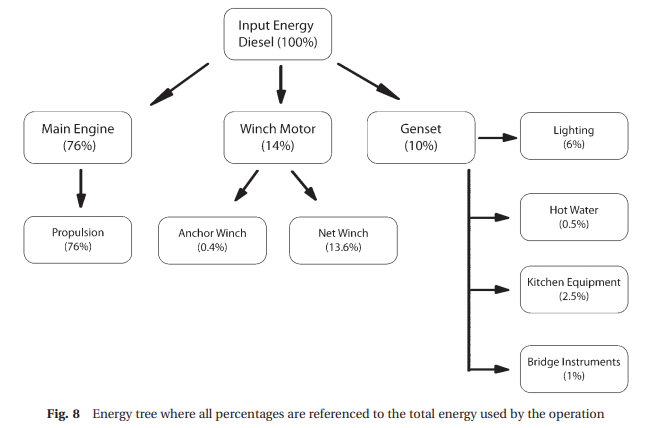 Input Energy
Diesel (100%)
Main Engine
(76%)
Winch Motor
(14%)
Genset
(10%)
Lighting
(6%)
Propulsion
(76%)
Anchor Winch
(0.4%)
Net Winch
(13.6%)
Hot Water
(0.5%)
Kitchen Equipment
(2.5%)
Bridge Instruments
(1%)
Fig. 8 Energy tree where all percentages are referenced to the total energy used by the operation